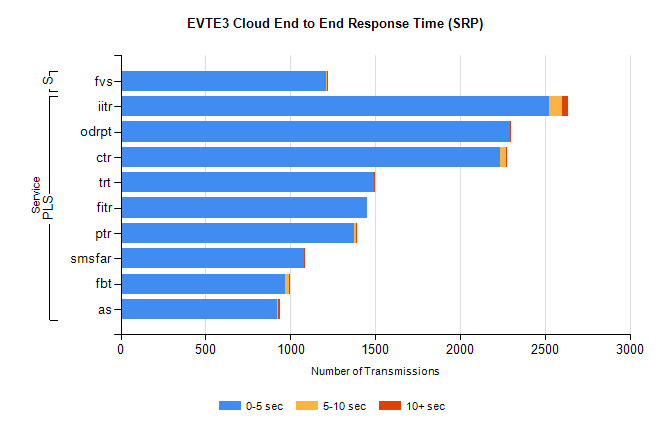 EVTE3 Cloud End to End Response Time (SRP)
Service
S
PLS
fvs
iitr
odrpt
ctr
trt
fitr
ptr
smsfar
fbt
as
0 500 1000 1500 2000 2500 3000
Number of Transmissions
0-5 sec 5-10 sec 10+ sec